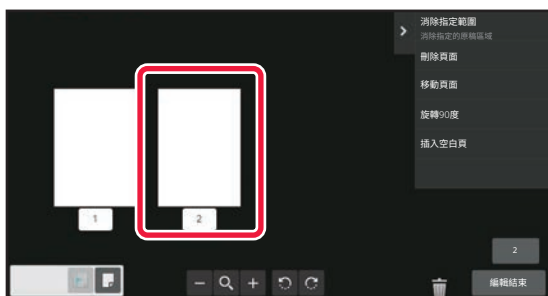 消除指定範圍
消除指定的原稿區域
刪除頁面
移動頁面
旋轉90度
插入空白頁
1
2
2
編輯結束